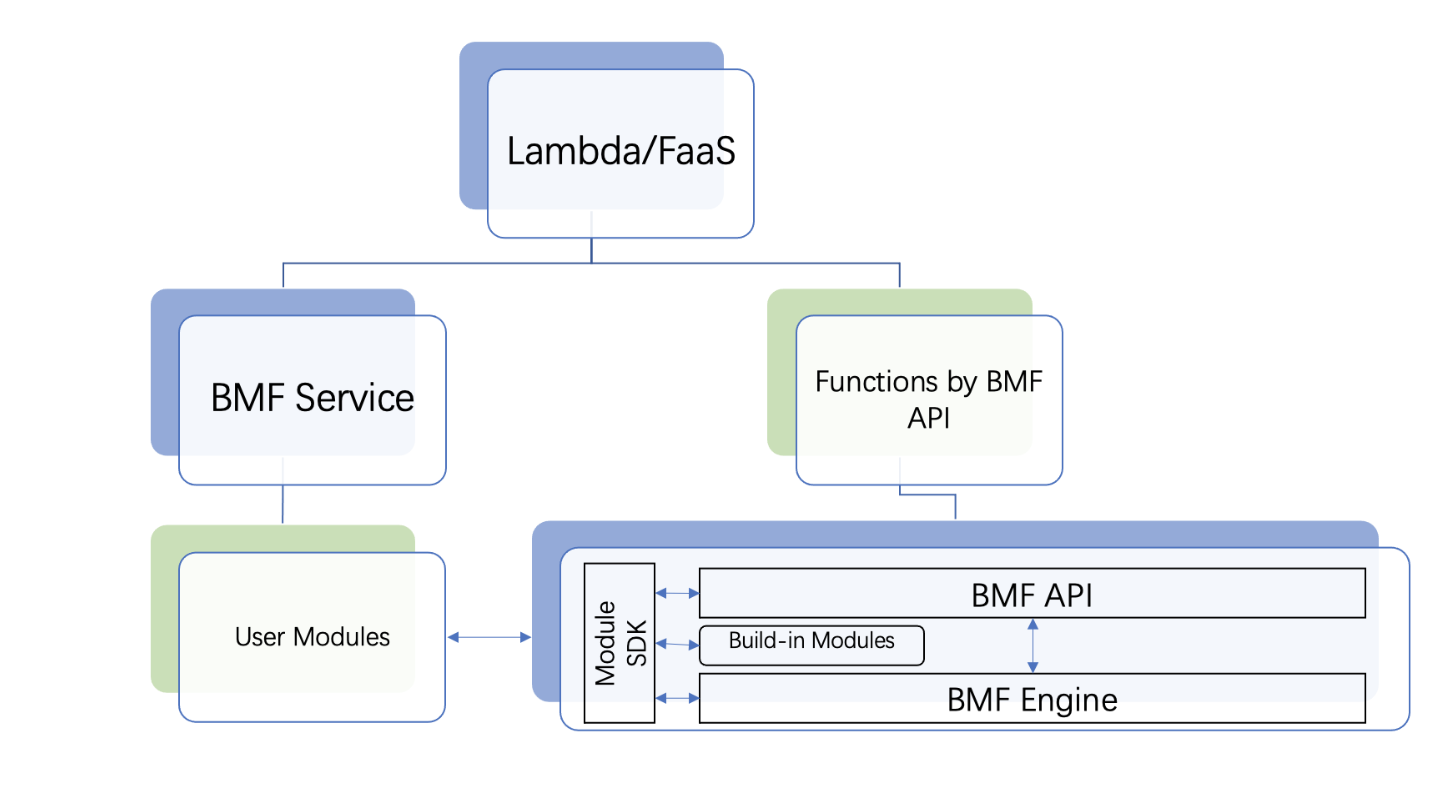 Lambda/FaaS
BMF Service
Functions by BMF
API
User Modules
Module
SDK
BMF API
Build-in Modules
BMF Engine